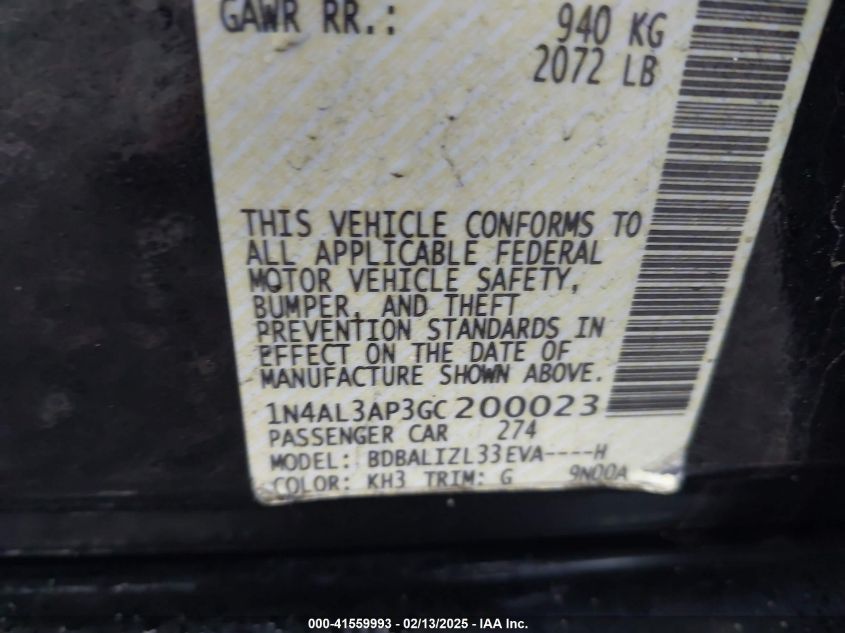 GAWR RR.: 940 KG
2072 LB
THIS VEHICLE CONFORMS TO
ALL APPLICABLE FEDERAL
MOTOR VEHICLE SAFETY,
BUMPER, AND THEFT
PREVENTION STANDARDS IN
EFFECT ON THE DATE OF
MANUFACTURE SHOWN ABOVE.
1N4AL3AP3GC200023
PASSENGER CAR 274
MODEL: BDBALIZL33EVA----H
COLOR: KH3 TRIM: G 9N00A
000-41559993 - 02/13/2025 - IAA Inc.